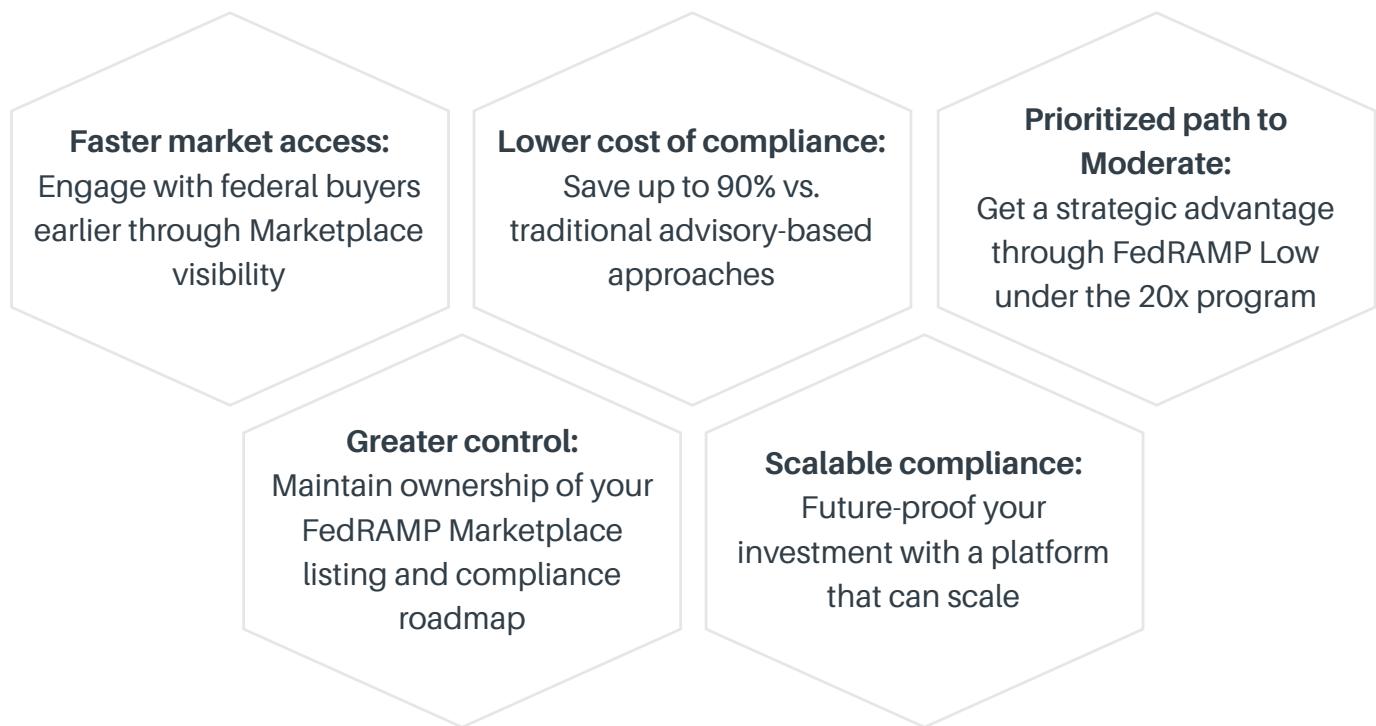 Faster market access:
Engage with federal buyers
earlier through Marketplace
visibility
Lower cost of compliance:
Save up to 90% vs.
traditional advisory-based
approaches
Prioritized path to
Moderate:
Get a strategic advantage
through FedRAMP Low
under the 20x program
Greater control:
Maintain ownership of your
FedRAMP Marketplace
listing and compliance
roadmap
Scalable compliance:
Future-proof your
investment with a platform
that can scale